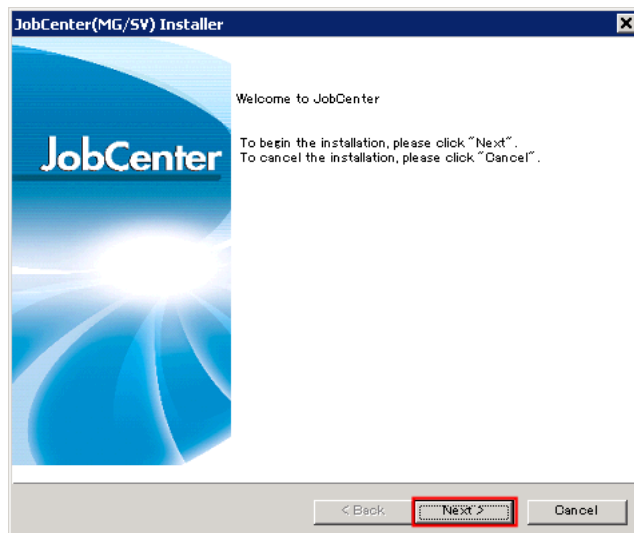 JobCenter(MG/SV) Installer
Welcome to JobCenter
JobCenter
To begin the installation, please click "Next".
To cancel the installation, please click "Cancel".
< Back
Next >
Cancel